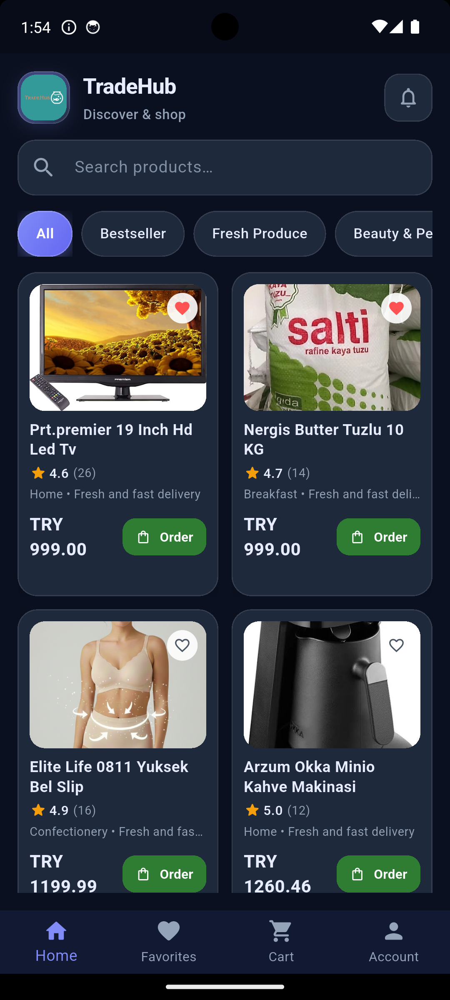 1:54
TradeHub
TRADEHUB
Discover & shop
Search products...
All
Bestseller
Fresh Produce
Beauty & Pe
PREMIER
KAYA
TUZU...
salti
rafine kaya tuzu
gıda
Prt.premier 19 Inch Hd
Led Tv
4.6 (26)
Home • Fresh and fast delivery
TRY
999.00
Order
Nergis Butter Tuzlu 10
KG
4.7 (14)
Breakfast • Fresh and fast deli...
TRY
999.00
Order
Elite Life 0811 Yuksek
Bel Slip
4.9 (16)
Confectionery • Fresh and fas...
TRY
1199.99
Order
Arzum Okka Minio
Kahve Makinasi
5.0 (12)
Home • Fresh and fast delivery
TRY
1260.46
Order
Home
Favorites
Cart
Account